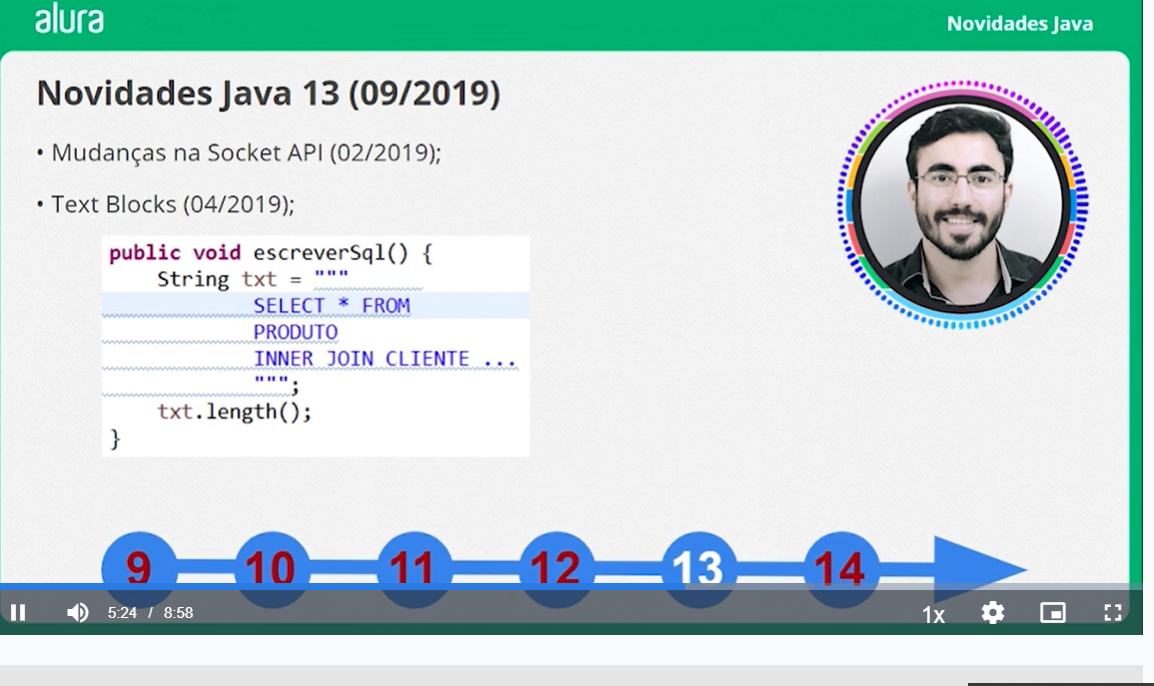 alura
Novidades Java
Novidades Java 13 (09/2019)
• Mudanças na Socket API (02/2019);
• Text Blocks (04/2019);
public void escreverSql() {
String txt = """
SELECT * FROM
PRODUTO
INNER JOIN CLIENTE ...
""";
txt.length();
}
9 10 11 12 13 14
5:24 / 8:58 1x